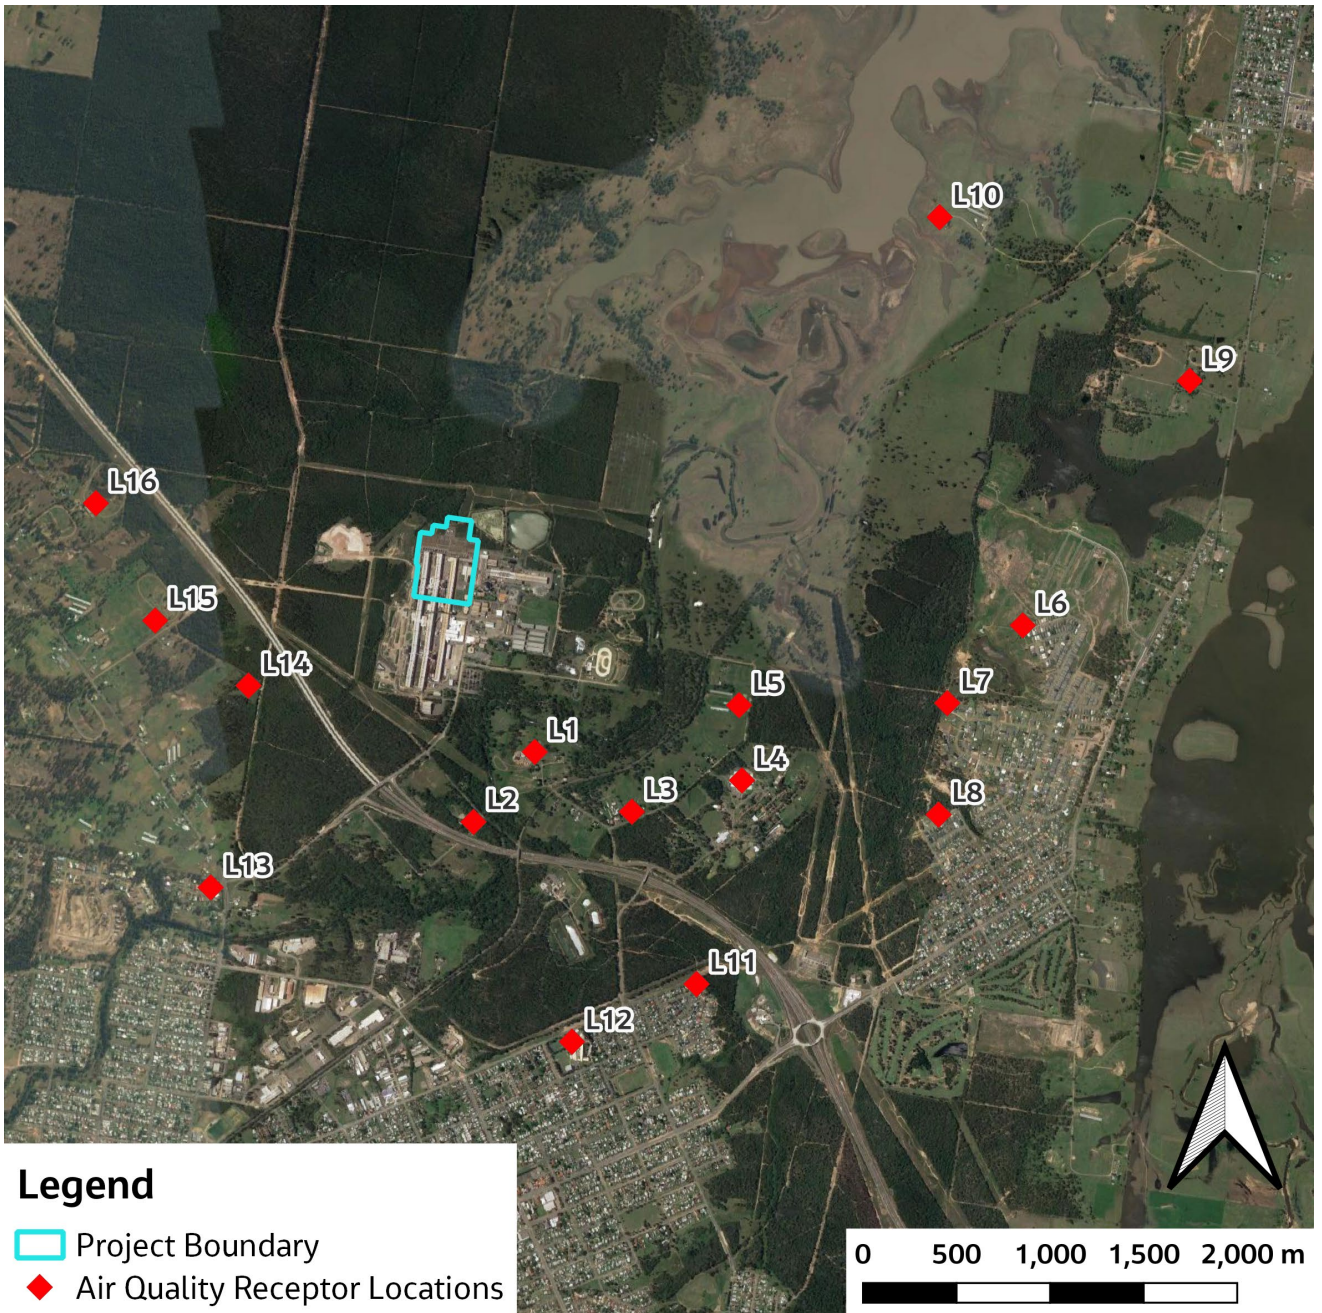 L10
L9
L16
L15
L6
L14
L5
L7
L1
L4
L3
L2
L8
L13
L11
L12
Legend
Project Boundary
Air Quality Receptor Locations
0 500 1,000 1,500 2,000 m